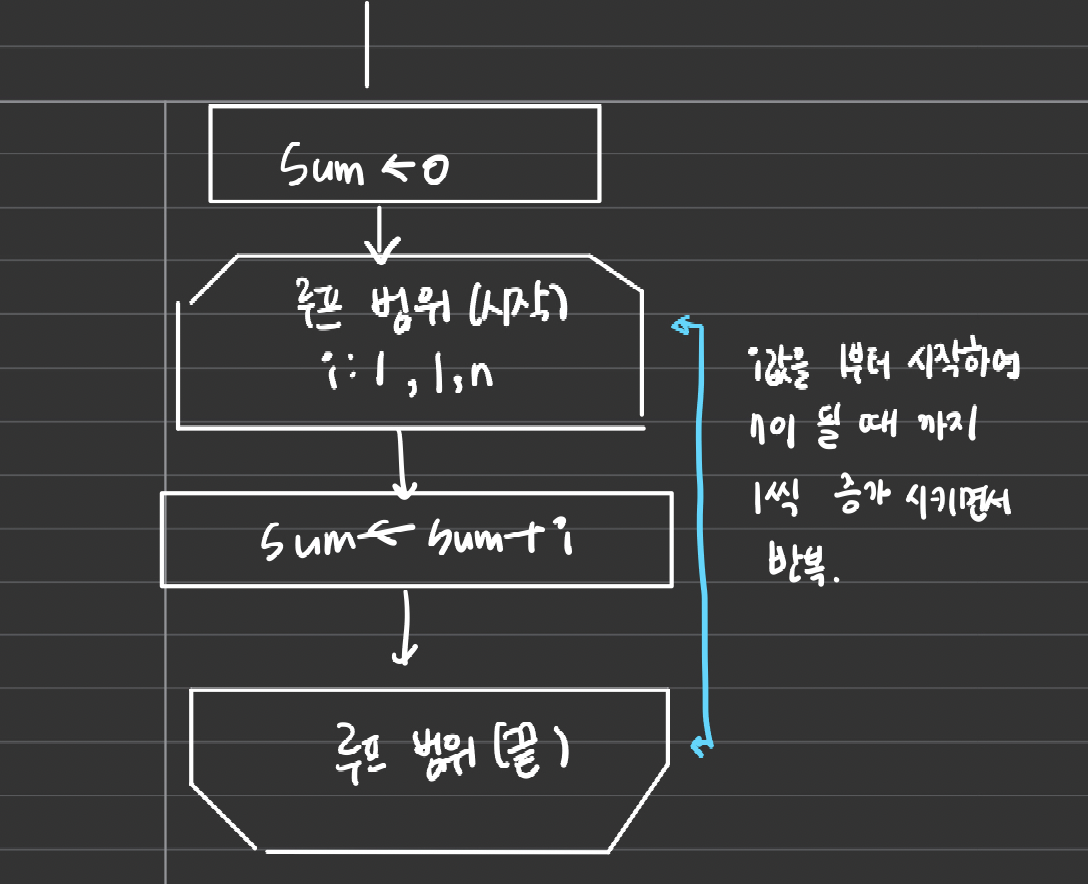 Sum ← 0
루프 범위 (시작)
i : 1 , 1, n
Sum ← Sum + i
루프 범위 (끝)
i값을 1부터 시작하여
n이 될 때 까지
1씩 증가 시키면서
반복.